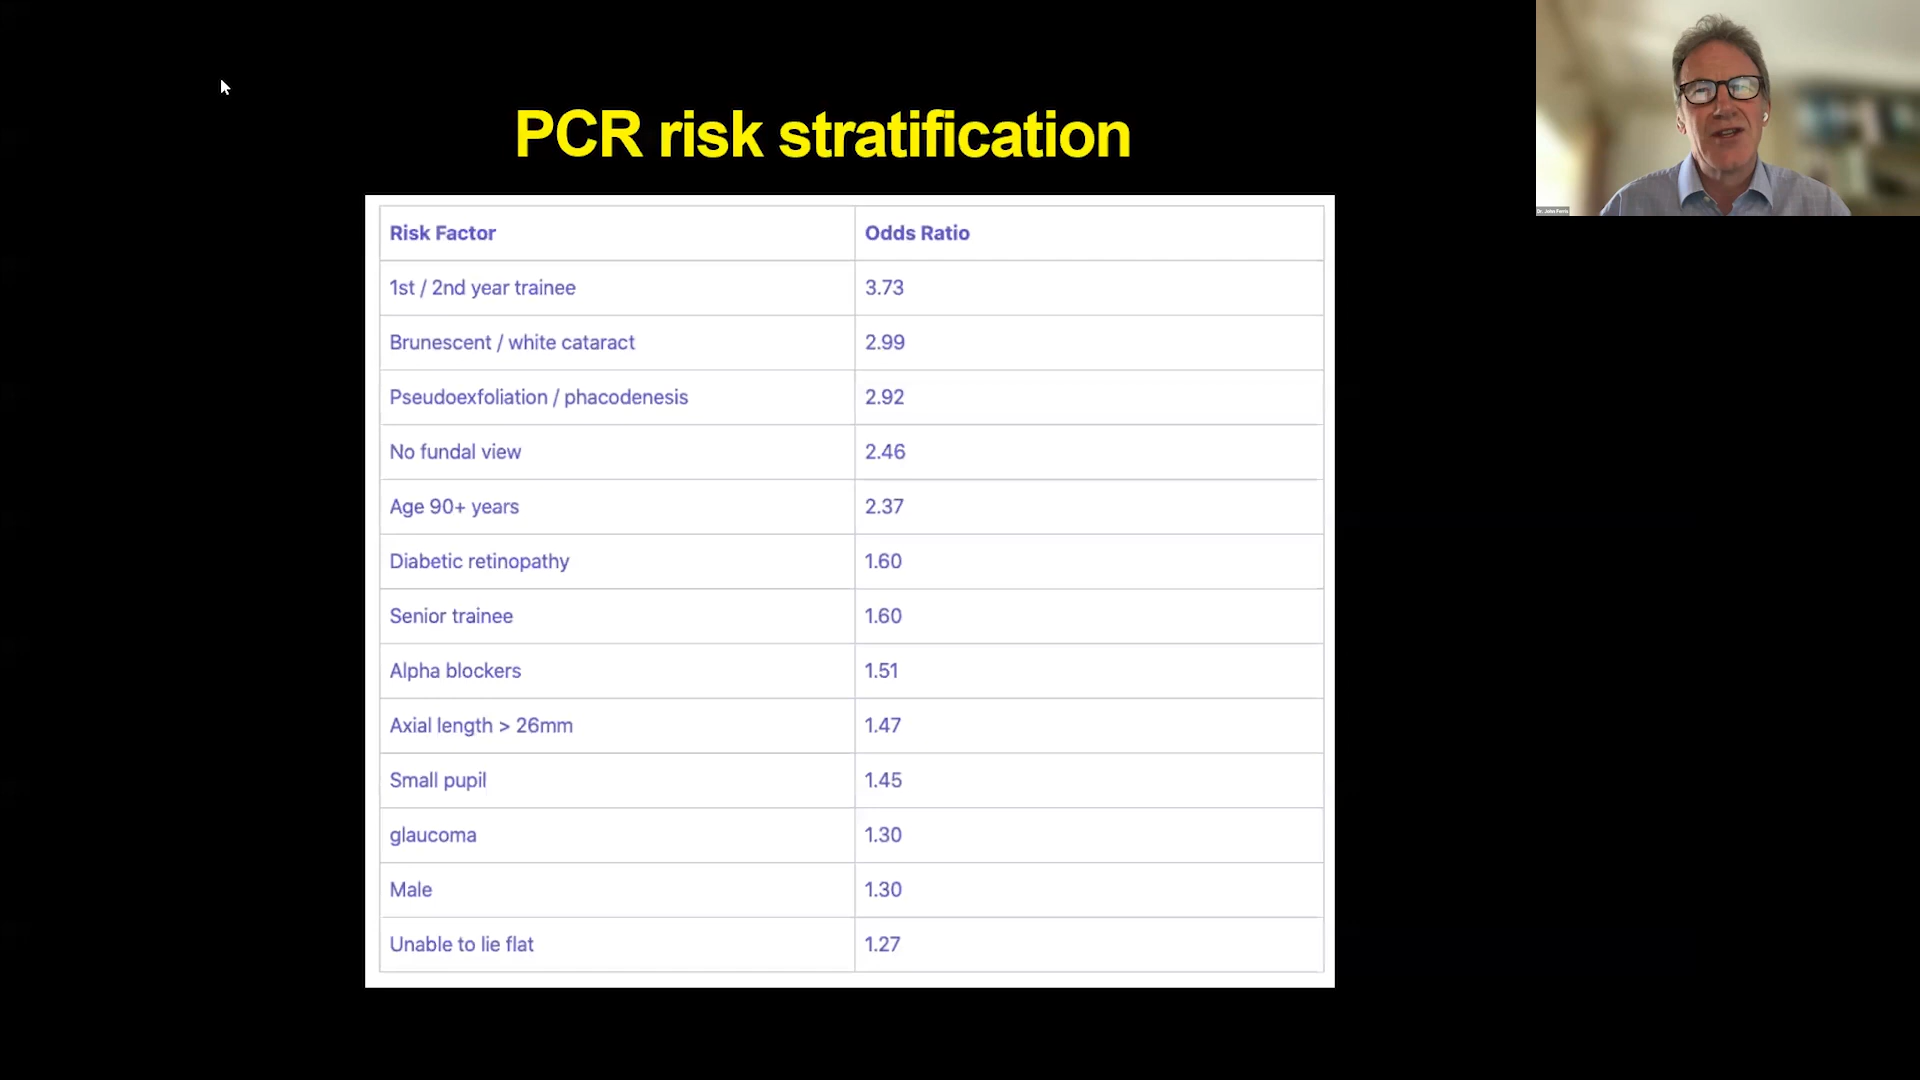 PCR risk stratification
Risk Factor Odds Ratio
1st / 2nd year trainee 3.73
Brunescent / white cataract 2.99
Pseudoexfoliation / phacodenesis 2.92
No fundal view 2.46
Age 90+ years 2.37
Diabetic retinopathy 1.60
Senior trainee 1.60
Alpha blockers 1.51
Axial length > 26mm 1.47
Small pupil 1.45
glaucoma 1.30
Male 1.30
Unable to lie flat 1.27
Dr. John Ferris